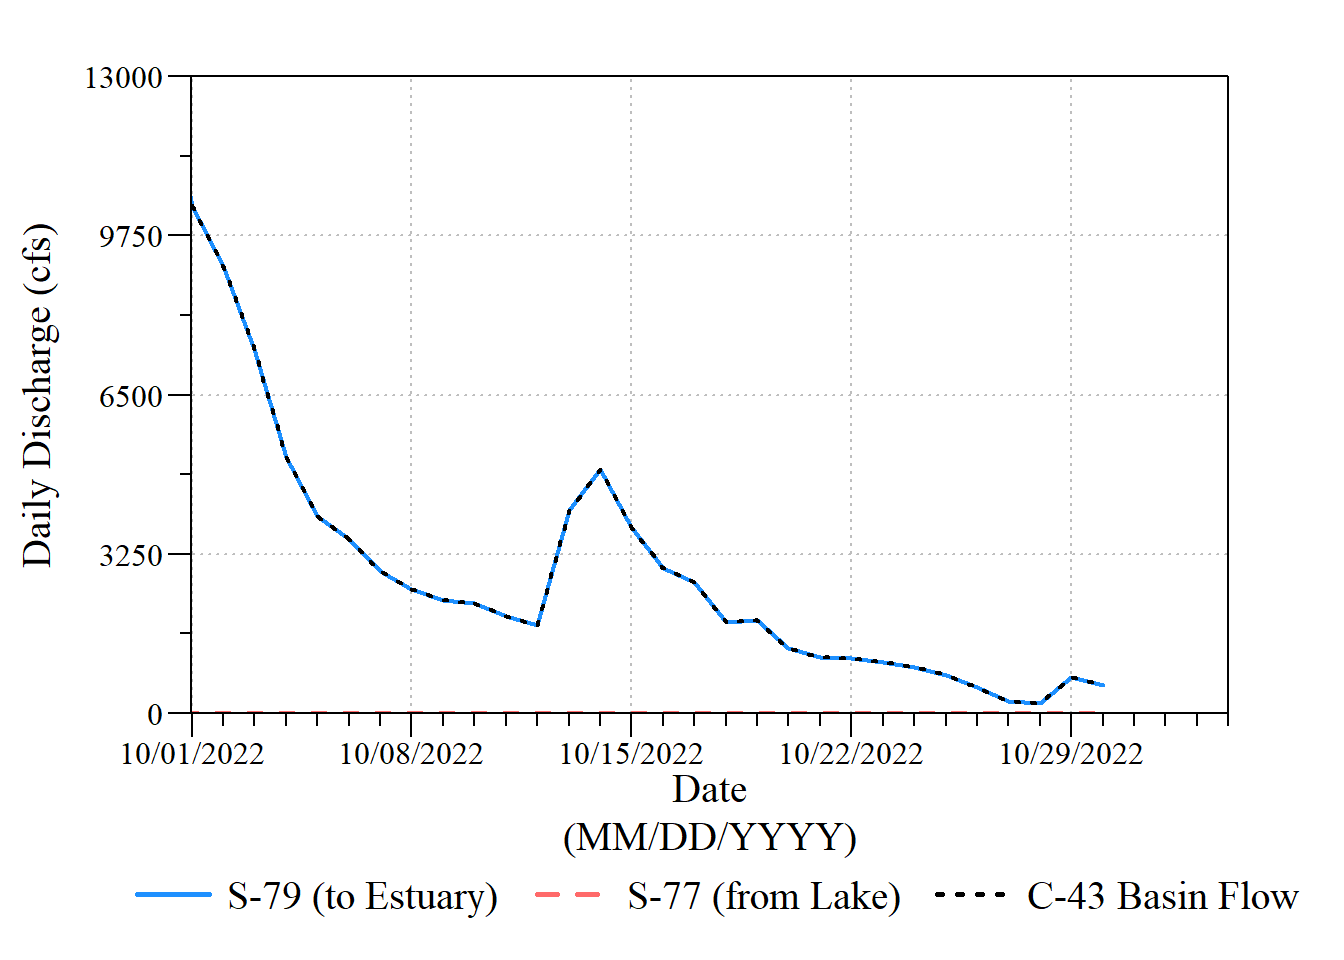 13000
9750
6500
3250
0
Daily Discharge (cfs)
10/01/2022 10/08/2022 10/15/2022 10/22/2022 10/29/2022
Date
(MM/DD/YYYY)
S-79 (to Estuary) S-77 (from Lake) C-43 Basin Flow